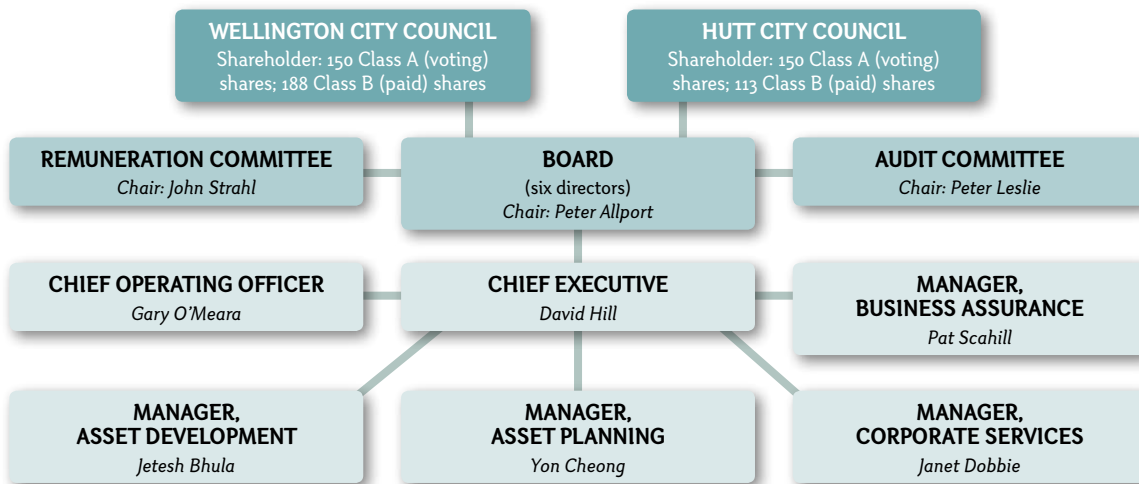 WELLINGTON CITY COUNCIL
Shareholder: 150 Class A (voting)
shares; 188 Class B (paid) shares
HUTT CITY COUNCIL
Shareholder: 150 Class A (voting)
shares; 113 Class B (paid) shares
REMUNERATION COMMITTEE
Chair: John Strahl
BOARD
(six directors)
Chair: Peter Allport
AUDIT COMMITTEE
Chair: Peter Leslie
CHIEF OPERATING OFFICER
Gary O’Meara
CHIEF EXECUTIVE
David Hill
MANAGER,
BUSINESS ASSURANCE
Pat Scahill
MANAGER,
ASSET DEVELOPMENT
Jetesh Bhula
MANAGER,
ASSET PLANNING
Yon Cheong
MANAGER,
CORPORATE SERVICES
Janet Dobbie